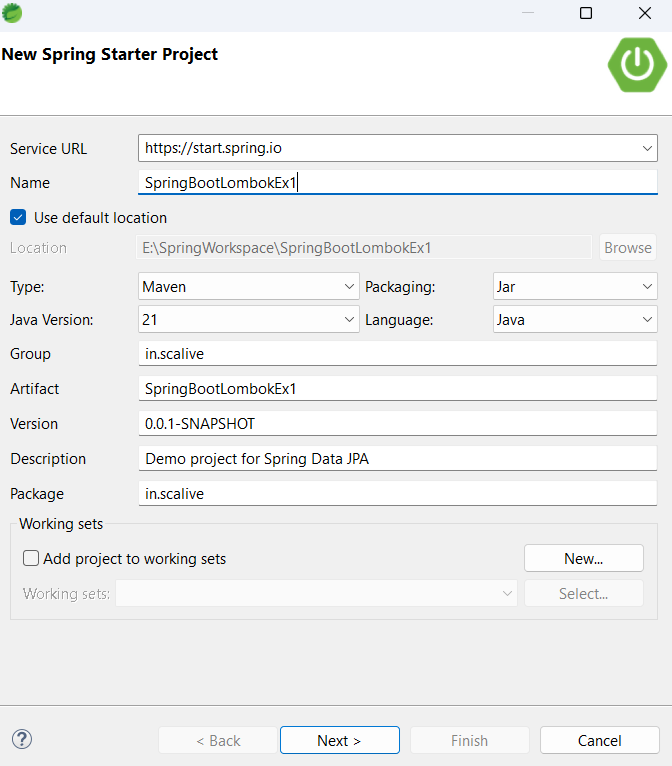 New Spring Starter Project
Service URL https://start.spring.io
Name SpringBootLombokEx1
Use default location
Location E:\SpringWorkspace\SpringBootLombokEx1 Browse
Type: Maven Packaging: Jar
Java Version: 21 Language: Java
Group in.scalive
Artifact SpringBootLombokEx1
Version 0.0.1-SNAPSHOT
Description Demo project for Spring Data JPA
Package in.scalive
Working sets
Add project to working sets New...
Working sets: Select...
? < Back Next > Finish Cancel